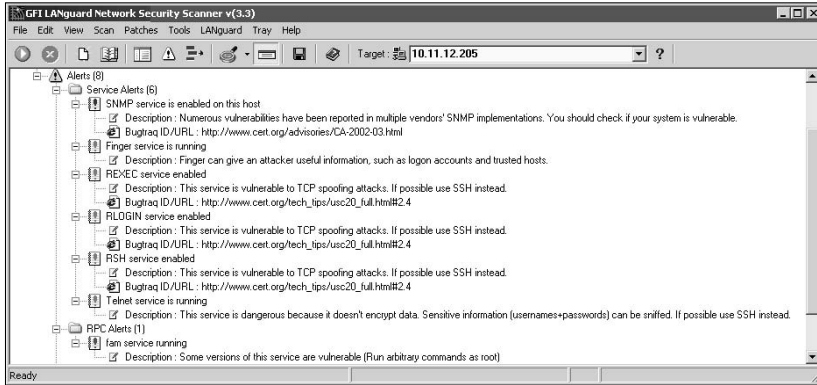 GFI LANguard Network Security Scanner v(3.3)
File Edit View Scan Patches Tools LANguard Tray Help
Target: 10.11.12.205 ?
Alerts (8)
Service Alerts (6)
SNMP service is enabled on this host
Description : Numerous vulnerabilities have been reported in multiple vendors' SNMP implementations. You should check if your system is vulnerable.
Bugtraq ID/URL : http://www.cert.org/advisories/CA-2002-03.html
Finger service is running
Description : Finger can give an attacker useful information, such as logon accounts and trusted hosts.
REXEC service enabled
Description : This service is vulnerable to TCP spoofing attacks. If possible use SSH instead.
Bugtraq ID/URL : http://www.cert.org/tech_tips/usc20_full.html#2.4
RLOGIN service enabled
Description : This service is vulnerable to TCP spoofing attacks. If possible use SSH instead.
Bugtraq ID/URL : http://www.cert.org/tech_tips/usc20_full.html#2.4
RSH service enabled
Description : This service is vulnerable to TCP spoofing attacks. If possible use SSH instead.
Bugtraq ID/URL : http://www.cert.org/tech_tips/usc20_full.html#2.4
Telnet service is running
Description : This service is dangerous because it doesn't encrypt data. Sensitive information (usernames+passwords) can be sniffed. If possible use SSH instead.
RPC Alerts (1)
fam service running
Description : Some versions of this service are vulnerable (Run arbitrary commands as root)
Ready